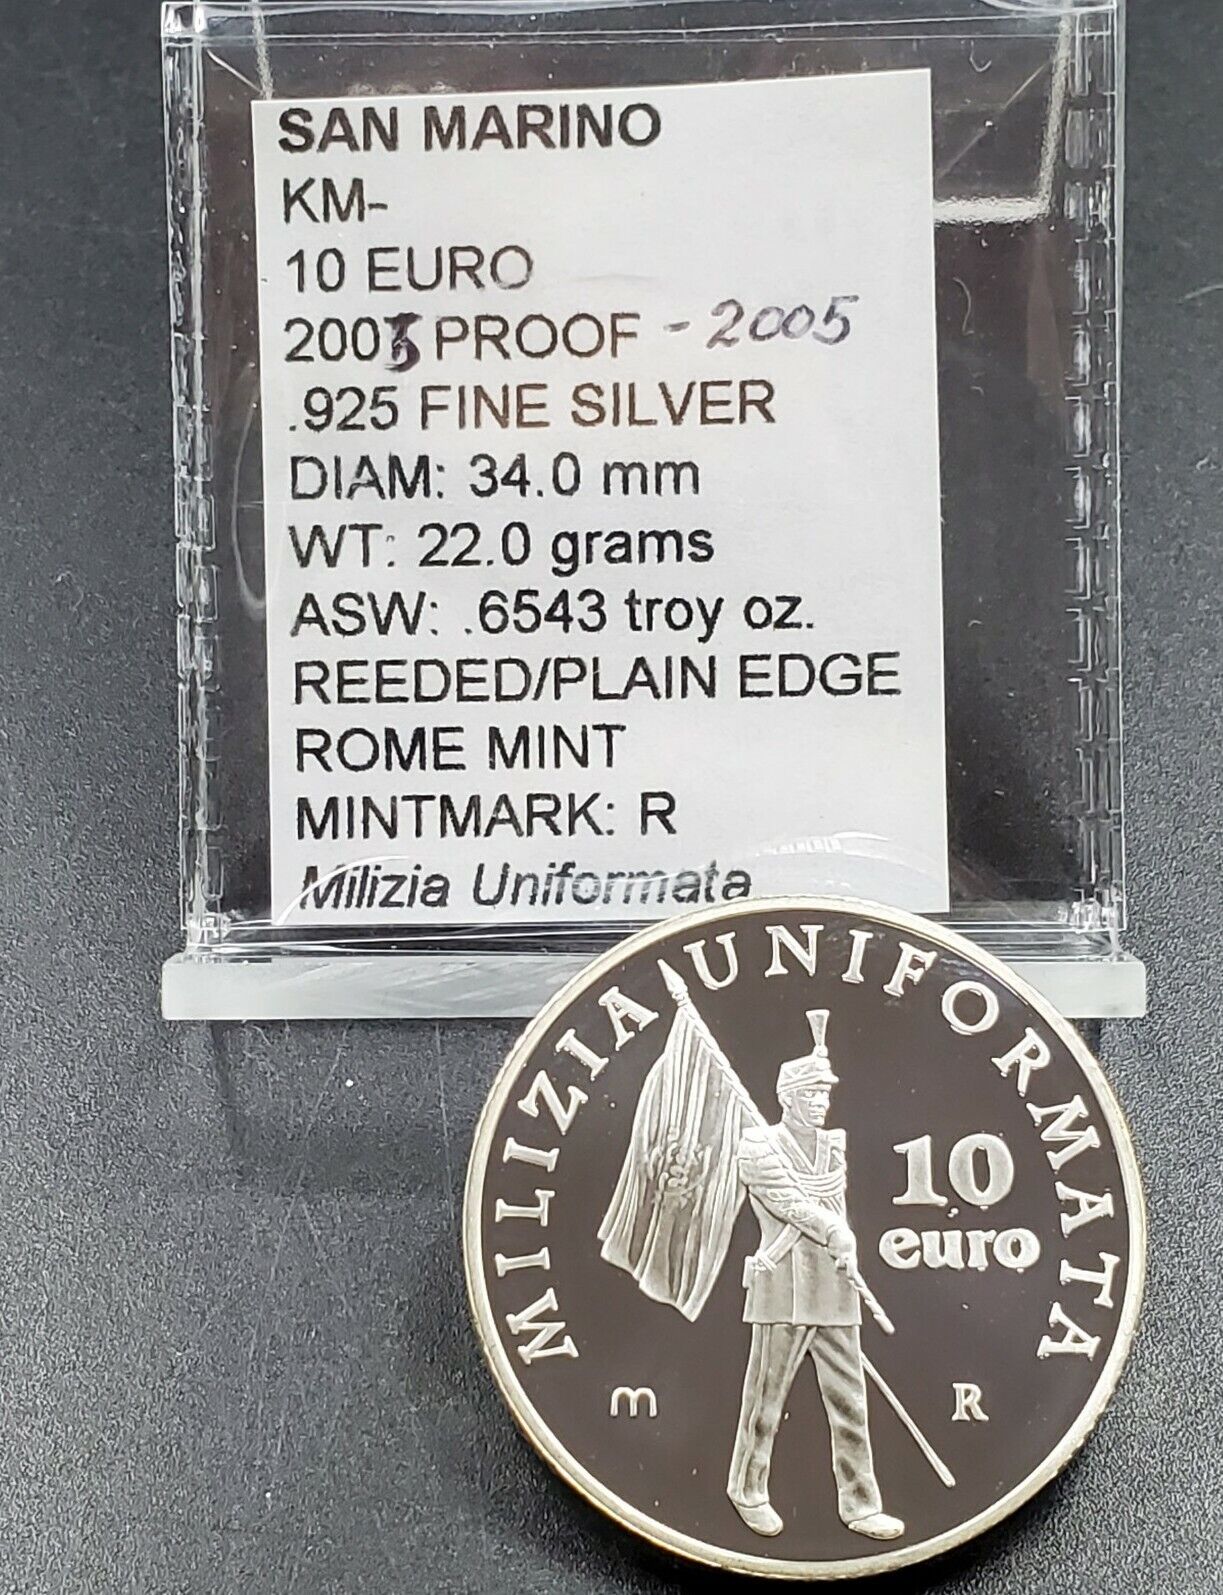 SAN MARINO
KM-
10 EURO
2005 PROOF - 2005
.925 FINE SILVER
DIAM: 34.0 mm
WT: 22.0 grams
ASW: .6543 troy oz.
REEDED/PLAIN EDGE
ROME MINT
MINTMARK: R
Milizia Uniformata
MILIZIA UNIFORMATA
10
euro
m
R